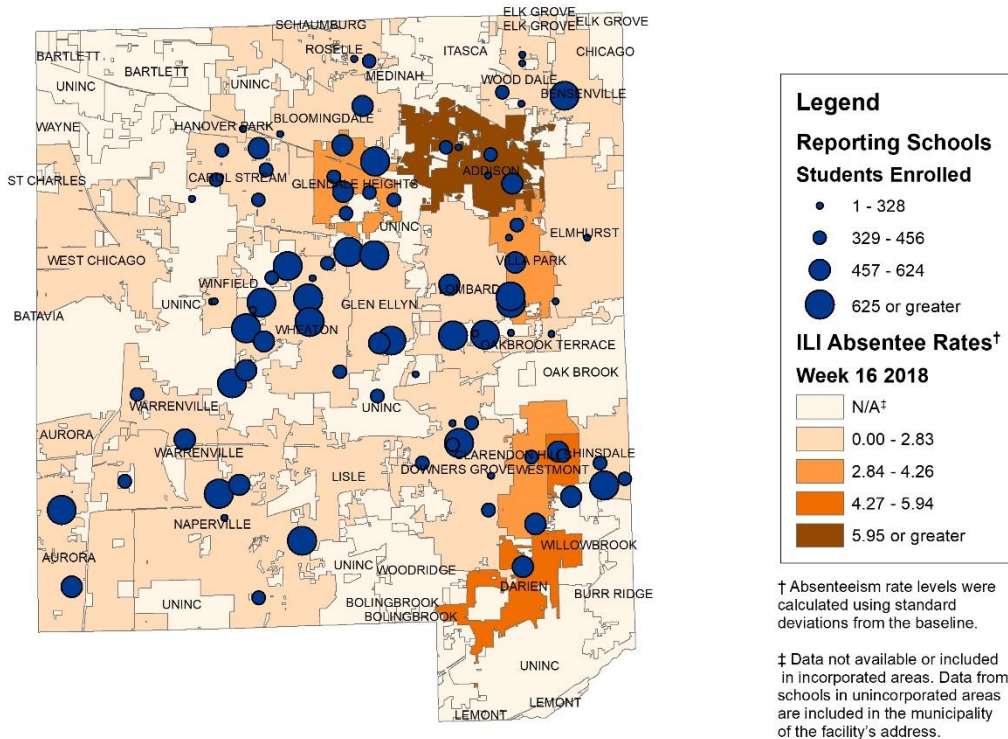 ELK GROVE
ELK GROVE
ELK GROVE
SCHAUMBURG
ROSELLE
ITASCA
CHICAGO
BARTLETT
BARTLETT
MEDINAH
WOOD DALE
UNINC
UNINC
BENSENVILLE
WAYNE
HANOVER PARK
BLOOMINGDALE
ADDISON
ST CHARLES
CAROL STREAM
GLENDALE HEIGHTS
UNINC
ELMHURST
WEST CHICAGO
VILLA PARK
WINFIELD
LOMBARD
UNINC
GLEN ELLYN
BATAVIA
WHEATON
OAKBROOK TERRACE
OAK BROOK
UNINC
WARRENVILLE
AURORA
WARRENVILLE
CLARENDON HILLS
HINSDALE
DOWNERS GROVE
WESTMONT
LISLE
NAPERVILLE
WILLOWBROOK
AURORA
UNINC
WOODRIDGE
DARIEN
BURR RIDGE
UNINC
BOLINGBROOK
BOLINGBROOK
UNINC
LEMONT
LEMONT
Legend
Reporting Schools
Students Enrolled
1 - 328
329 - 456
457 - 624
625 or greater
ILI Absentee Rates†
Week 16 2018
N/A‡
0.00 - 2.83
2.84 - 4.26
4.27 - 5.94
5.95 or greater
† Absenteeism rate levels were
calculated using standard
deviations from the baseline.
‡ Data not available or included
in incorporated areas. Data from
schools in unincorporated areas
are included in the municipality
of the facility's address.